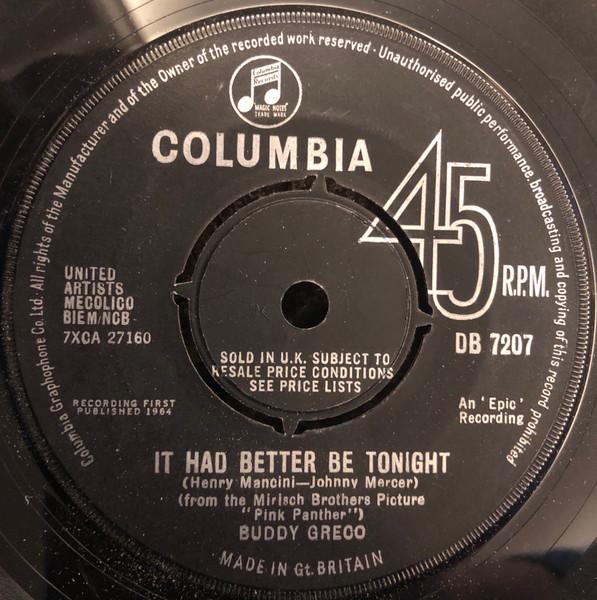 Columbia Graphophone Co. Ltd. All rights of the Manufacturer and of the Owner of the recorded work reserved · Unauthorised public performance, broadcasting and copying of this record prohibited
Columbia
Records
MAGIC NOTES
TRADE MARK
COLUMBIA
45
R.P.M.
UNITED
ARTISTS
MECOLICO
BIEM/NCB
7XCA 27160
DB 7207
SOLD IN U.K. SUBJECT TO
RESALE PRICE CONDITIONS
SEE PRICE LISTS
RECORDING FIRST
PUBLISHED 1964
An 'Epic'
Recording
IT HAD BETTER BE TONIGHT
(Henry Mancini—Johnny Mercer)
(from the Mirisch Brothers Picture
"Pink Panther")
BUDDY GRECO
MADE IN Gt. BRITAIN